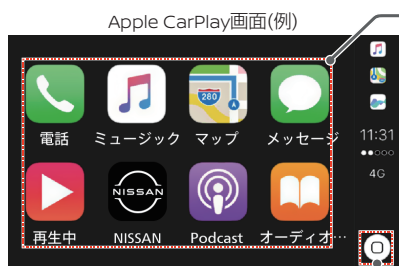 Apple CarPlay画面(例)
280
電話 ミュージック マップ メッセージ
11:31
4G
NISSAN
再生中 NISSAN Podcast オーディオ…